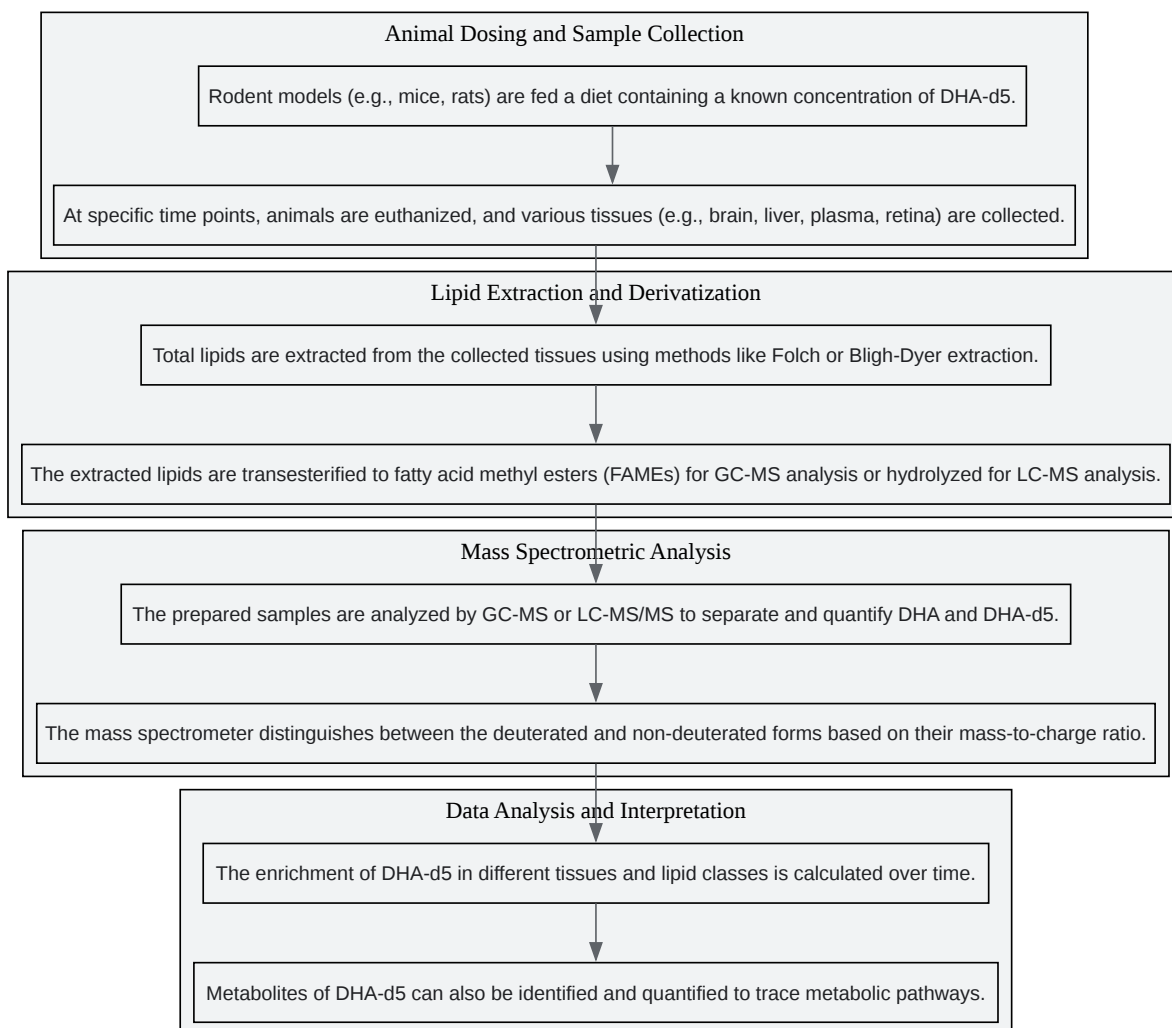 Animal Dosing and Sample Collection
Rodent models (e.g., mice, rats) are fed a diet containing a known concentration of DHA-d5.
At specific time points, animals are euthanized, and various tissues (e.g., brain, liver, plasma, retina) are collected.
Lipid Extraction and Derivatization
Total lipids are extracted from the collected tissues using methods like Folch or Bligh-Dyer extraction.
The extracted lipids are transesterified to fatty acid methyl esters (FAMEs) for GC-MS analysis or hydrolyzed for LC-MS analysis.
Mass Spectrometric Analysis
The prepared samples are analyzed by GC-MS or LC-MS/MS to separate and quantify DHA and DHA-d5.
The mass spectrometer distinguishes between the deuterated and non-deuterated forms based on their mass-to-charge ratio.
Data Analysis and Interpretation
The enrichment of DHA-d5 in different tissues and lipid classes is calculated over time.
Metabolites of DHA-d5 can also be identified and quantified to trace metabolic pathways.